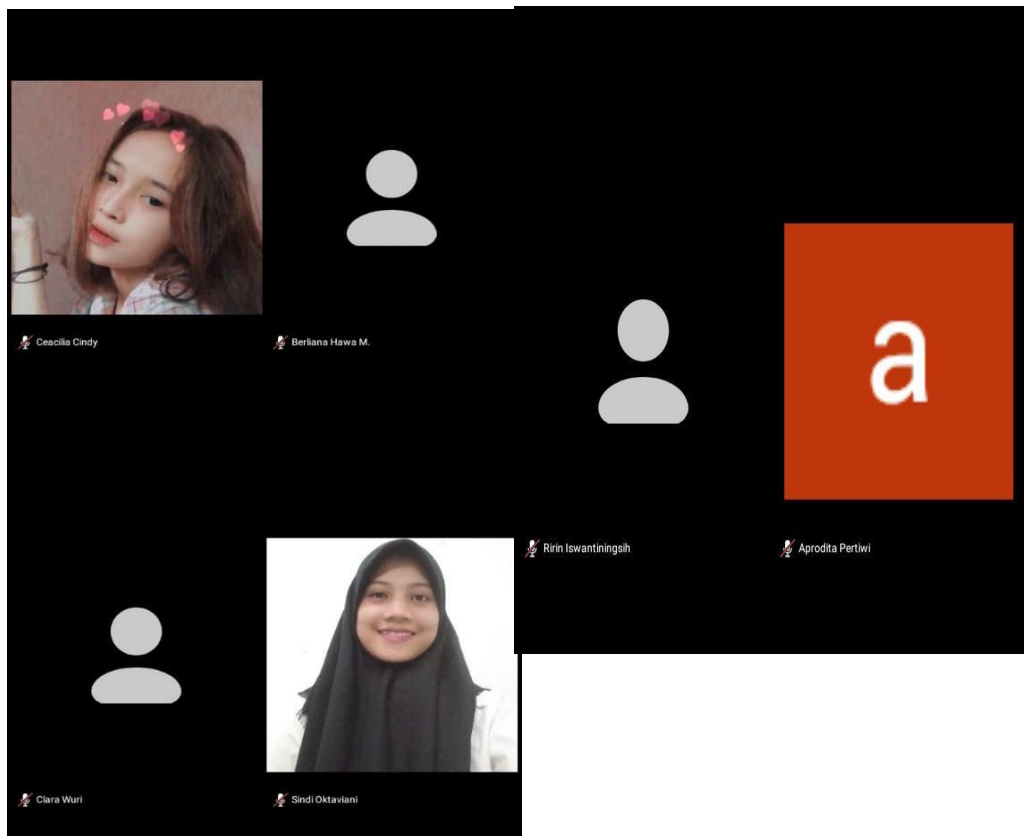 Ceacilia Cindy
Berliana Hawa M.
a
Ririn Iswantiningsih
Aprodita Pertiwi
Clara Wuri
Sindi Oktaviani